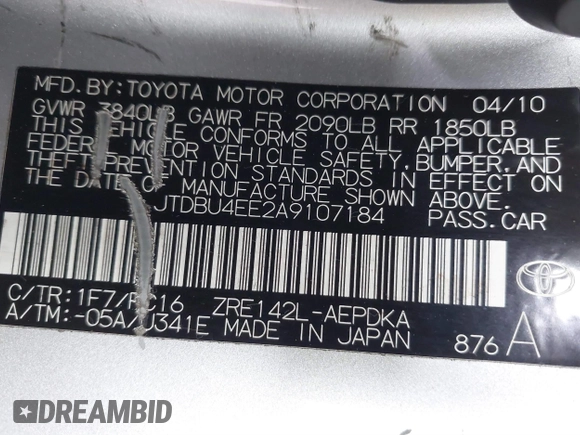 MFD.BY:TOYOTA MOTOR CORPORATION 04/10
GVWR 3840LB GAWR FR 2090LB RR 1850LB
THIS VEHICLE CONFORMS TO ALL APPLICABLE
FEDERAL MOTOR VEHICLE SAFETY, BUMPER, AND
THEFT PREVENTION STANDARDS IN EFFECT ON
THE DATE OF MANUFACTURE SHOWN ABOVE.
JTDBU4EE2A9107184 PASS.CAR
C/TR:1F7/FC16 ZRE142L-AEPDKA
A/TM:-05A/U341E MADE IN JAPAN 876 A
DREAMBID